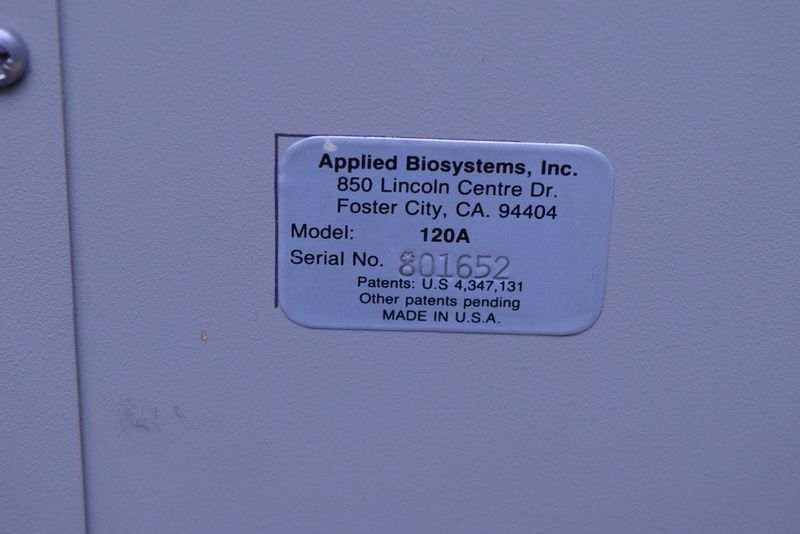 Applied Biosystems, Inc.
850 Lincoln Centre Dr.
Foster City, CA. 94404
Model: 120A
Serial No. 801652
Patents: U.S 4,347,131
Other patents pending
MADE IN U.S.A.